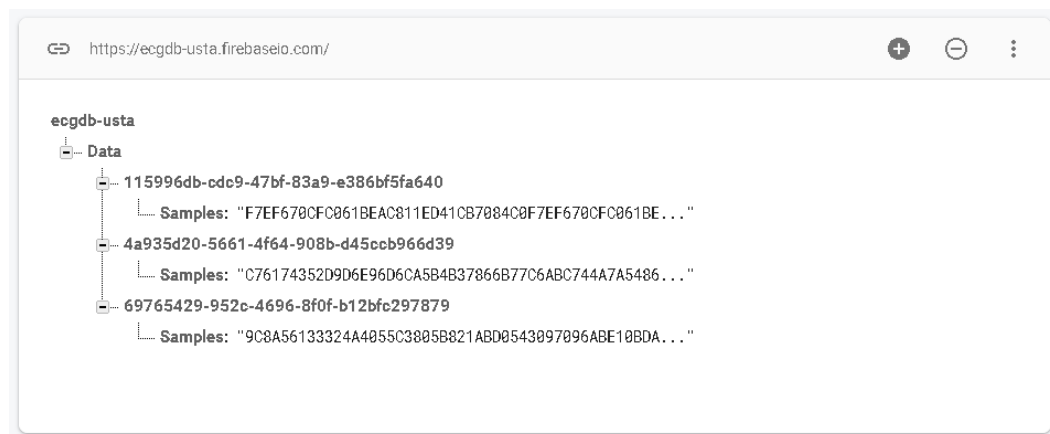 https://ecgdb-usta.firebaseio.com/
ecgdb-usta
Data
115996db-cdc9-47bf-83a9-e386bf5fa640
Samples: "F7EF670CFC061BEAC811ED41CB7084C0F7EF670CFC061BE..."
4a935d20-5661-4f64-908b-d45ccb966d39
Samples: "C76174352D9D6E96D6CA5B4B37866B77C6ABC744A7A5486..."
69765429-952c-4696-8f0f-b12bfc297879
Samples: "9C8A56133324A4055C3805B821ABD0543097096ABE10BDA..."